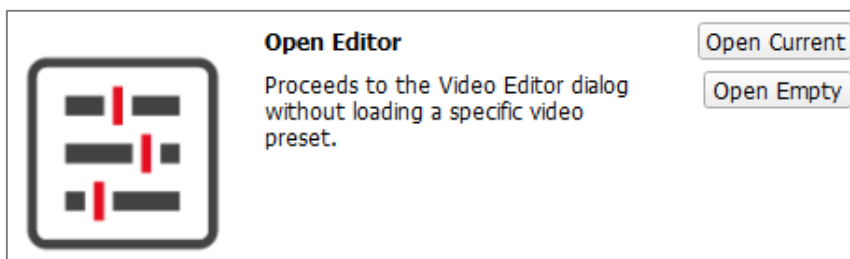 Open Editor
Open Current
Proceeds to the Video Editor dialog
without loading a specific video
preset.
Open Empty